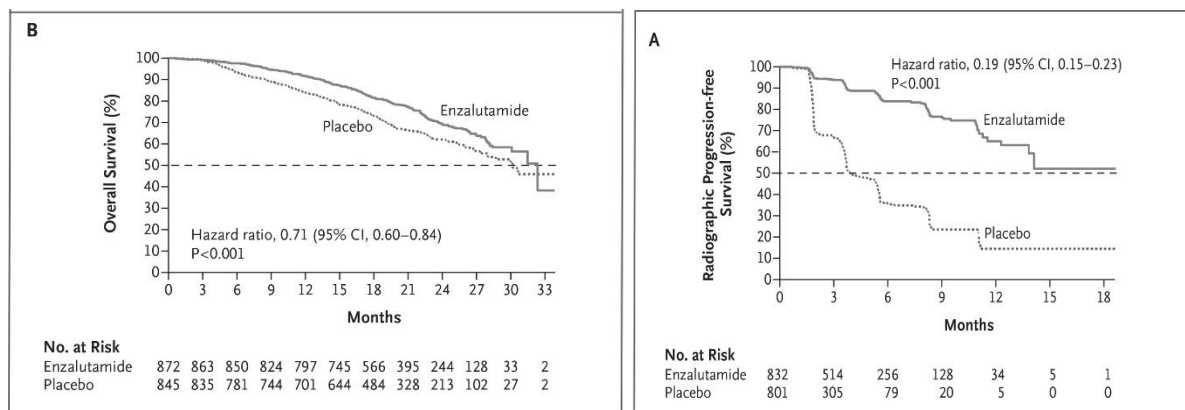 B
Overall Survival (%)
100
90
80
70
60
50
40
30
20
10
0
Enzalutamide
Placebo
Hazard ratio, 0.71 (95% CI, 0.60–0.84)
P<0.001
0 3 6 9 12 15 18 21 24 27 30 33
Months
No. at Risk
Enzalutamide 872 863 850 824 797 745 566 395 244 128 33 2
Placebo 845 835 781 744 701 644 484 328 213 102 27 2
A
Radiographic Progression-free
Survival (%)
100
90
80
70
60
50
40
30
20
10
0
Hazard ratio, 0.19 (95% CI, 0.15–0.23)
P<0.001
Enzalutamide
Placebo
0 3 6 9 12 15 18
Months
No. at Risk
Enzalutamide 832 514 256 128 34 5 1
Placebo 801 305 79 20 5 0 0